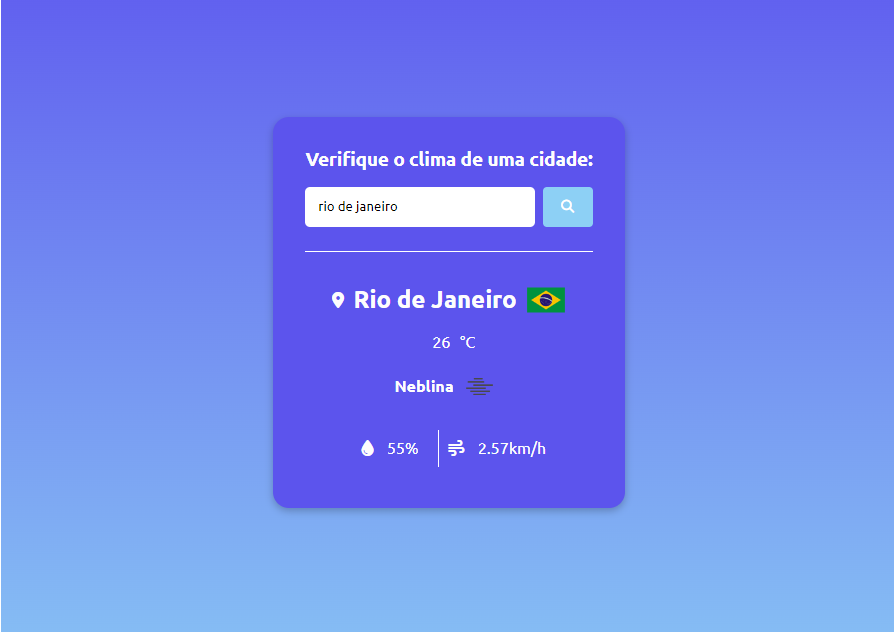 Verifique o clima de uma cidade:
rio de janeiro
Rio de Janeiro
26 °C
Neblina
55% 2.57km/h